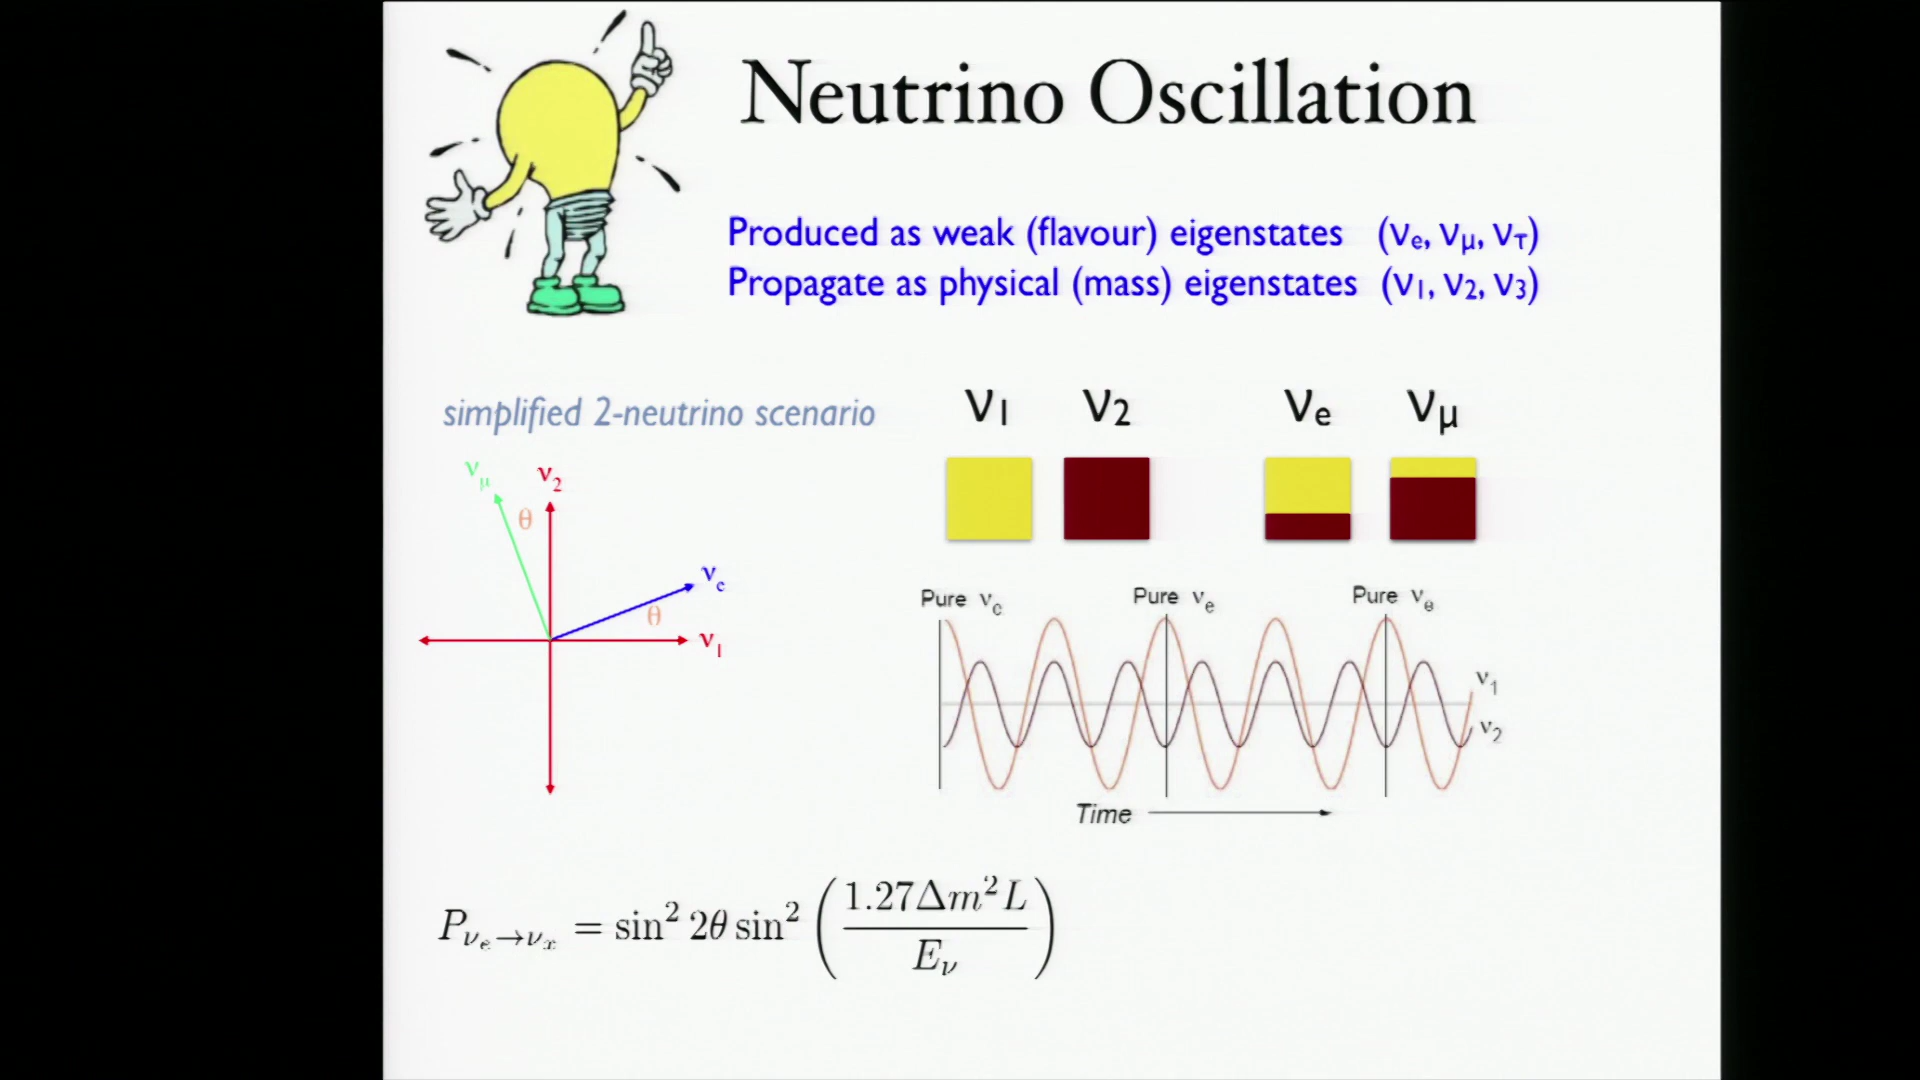 Neutrino Oscillation
Produced as weak (flavour) eigenstates (νe, νμ, ντ)
Propagate as physical (mass) eigenstates (ν1, ν2, ν3)
simplified 2-neutrino scenario
ν1 ν2 νe νμ
νμ ν2
θ
νe
θ
ν1
Pure νe Pure νe Pure νe
ν1
ν2
Time
P_{νe→νx} = sin² 2θ sin² (1.27Δm²L / Eν)